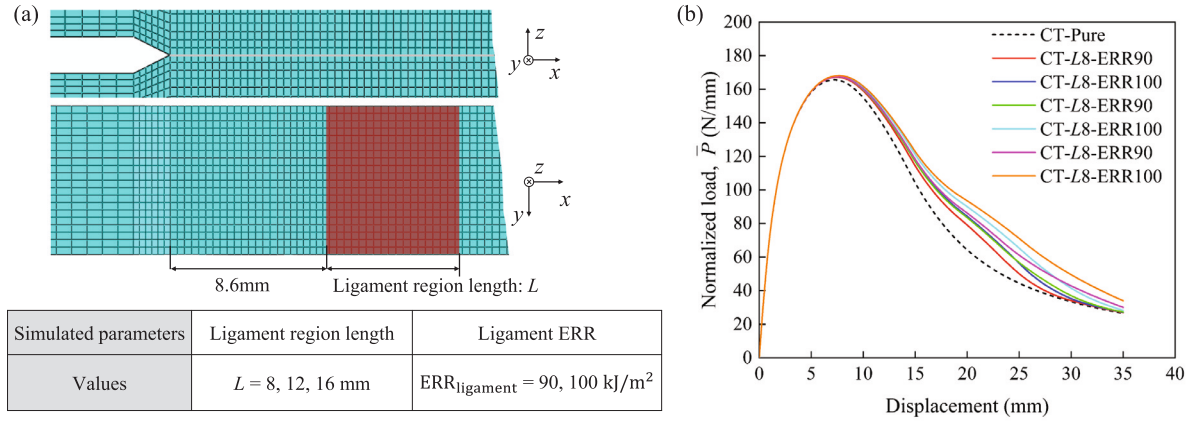 (a)
z
y
x
z
x
y
8.6mm
Ligament region length: L
Simulated parameters
Ligament region length
Ligament ERR
Values
L = 8, 12, 16 mm
ERRligament = 90, 100 kJ/m²
(b)
Normalized load, P̅ (N/mm)
200
180
160
140
120
100
80
60
40
20
0
0
5
10
15
20
25
30
35
40
Displacement (mm)
CT-Pure
CT-L8-ERR90
CT-L8-ERR100
CT-L8-ERR90
CT-L8-ERR100
CT-L8-ERR90
CT-L8-ERR100